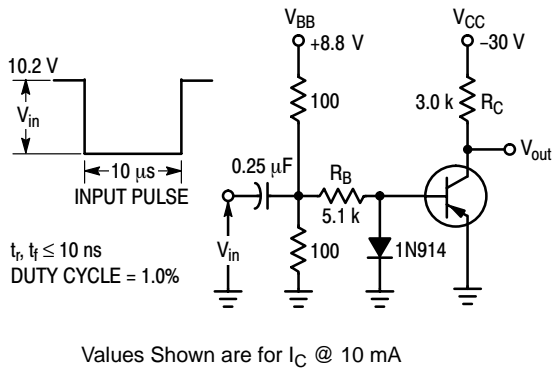 V_BB
+8.8 V
V_CC
–30 V
10.2 V
V_in
10 μs
INPUT PULSE
t_r, t_f ≤ 10 ns
DUTY CYCLE = 1.0%
100
3.0 k
R_C
V_out
0.25 μF
R_B
5.1 k
V_in
100
1N914
Values Shown are for I_C @ 10 mA